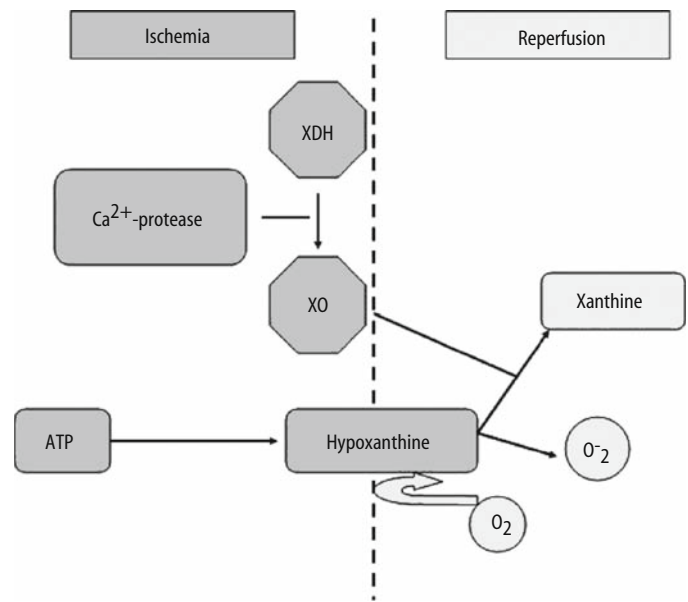 Ischemia
Reperfusion
XDH
Ca²⁺-protease
XO
Xanthine
ATP
Hypoxanthine
O⁻₂
O₂